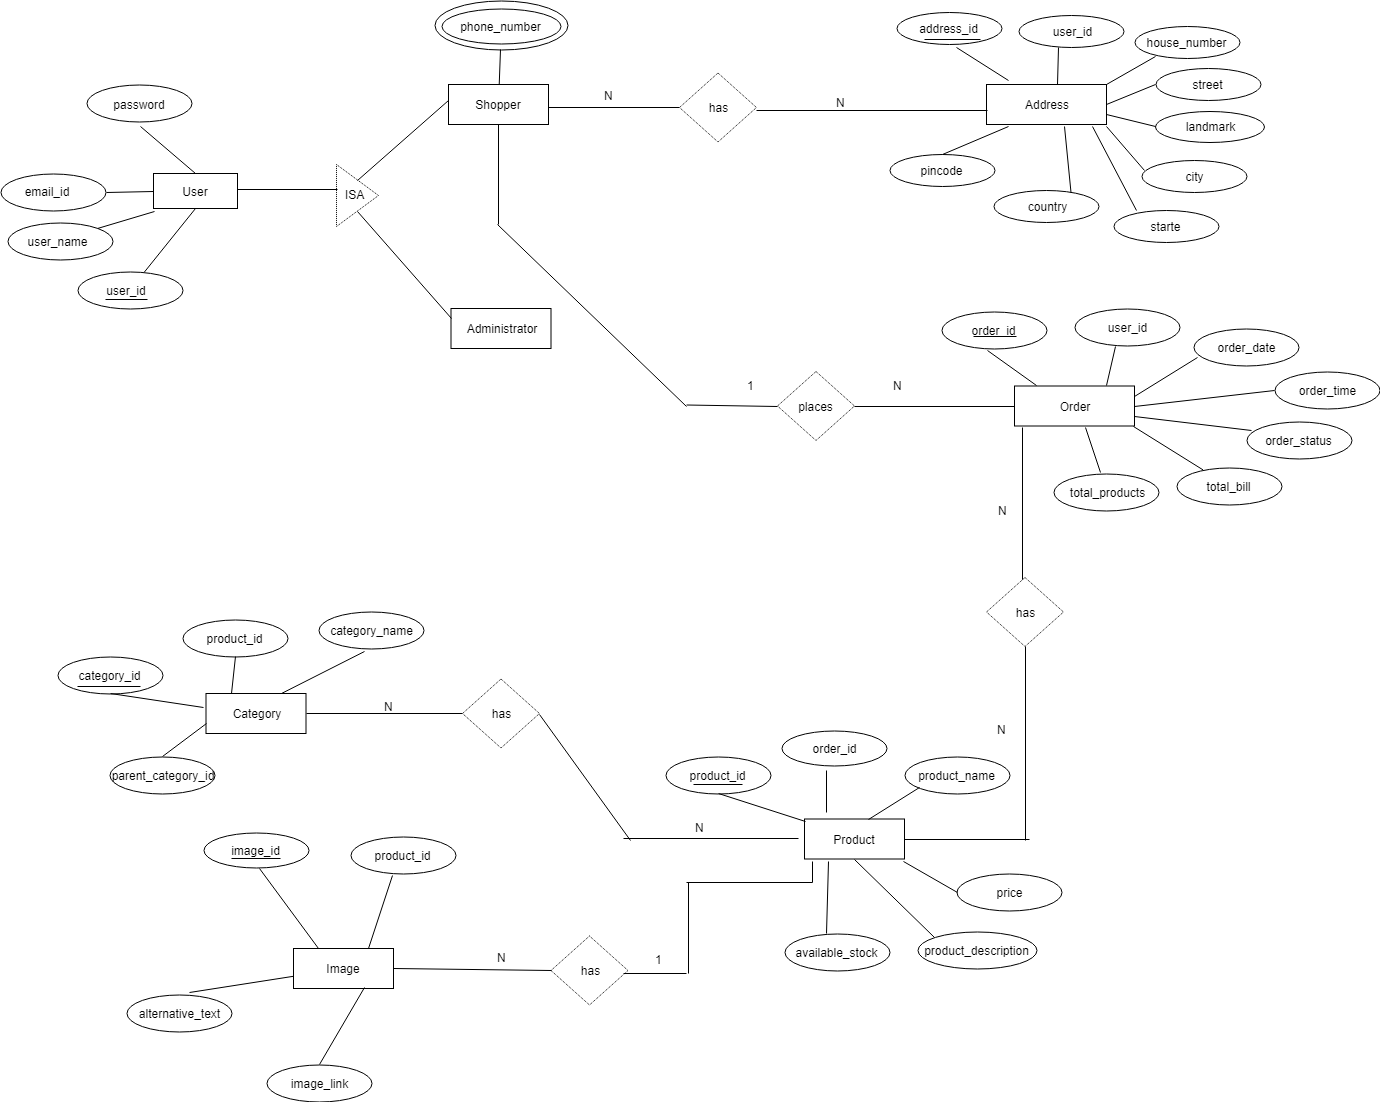 phone_number
address_id
user_id
house_number
password
Shopper
N
has
N
Address
street
landmark
email_id
User
ISA
pincode
city
user_name
country
starte
user_id
Administrator
order_id
user_id
order_date
order_time
1
places
N
Order
order_status
total_products
total_bill
N
has
product_id
category_name
category_id
Category
N
has
parent_category_id
N
order_id
product_id
product_name
N
Product
image_id
product_id
price
available_stock
product_description
Image
N
has
1
alternative_text
image_link